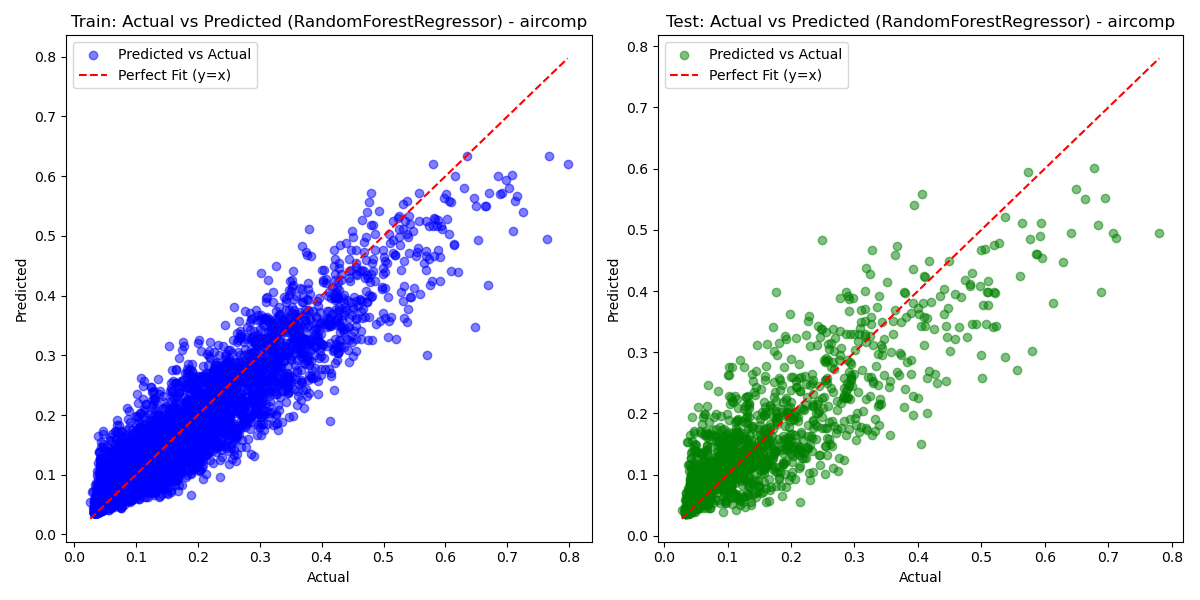 Train: Actual vs Predicted (RandomForestRegressor) - aircomp
Predicted vs Actual
Perfect Fit (y=x)
0.8
0.7
0.6
0.5
0.4
0.3
0.2
0.1
0.0
Predicted
0.0 0.1 0.2 0.3 0.4 0.5 0.6 0.7 0.8
Actual
Test: Actual vs Predicted (RandomForestRegressor) - aircomp
Predicted vs Actual
Perfect Fit (y=x)
0.8
0.7
0.6
0.5
0.4
0.3
0.2
0.1
0.0
Predicted
0.0 0.1 0.2 0.3 0.4 0.5 0.6 0.7 0.8
Actual